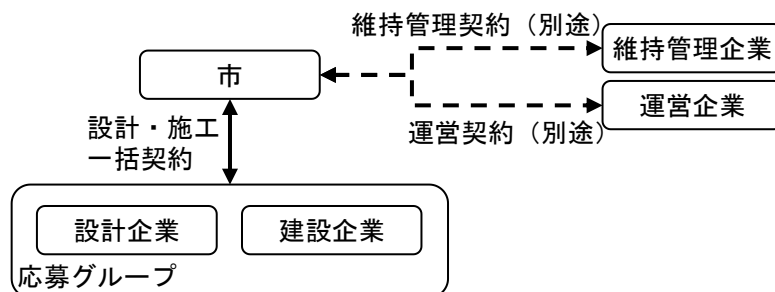 維持管理契約（別途）
維持管理企業
市
運営企業
運営契約（別途）
設計・施工
一括契約
設計企業
建設企業
応募グループ